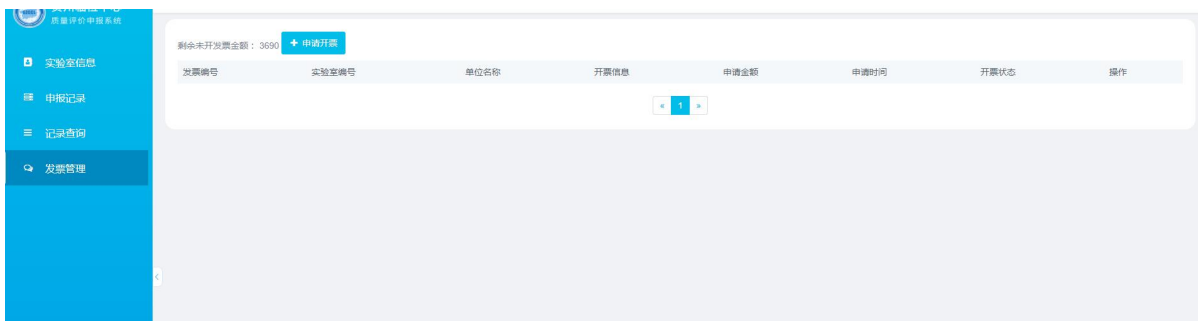 质量评价申报系统
实验室信息
申报记录
记录查询
发票管理
剩余未开发票金额： 3690 + 申请开票
发票编号 实验室编号 单位名称 开票信息 申请金额 申请时间 开票状态 操作
« 1 »